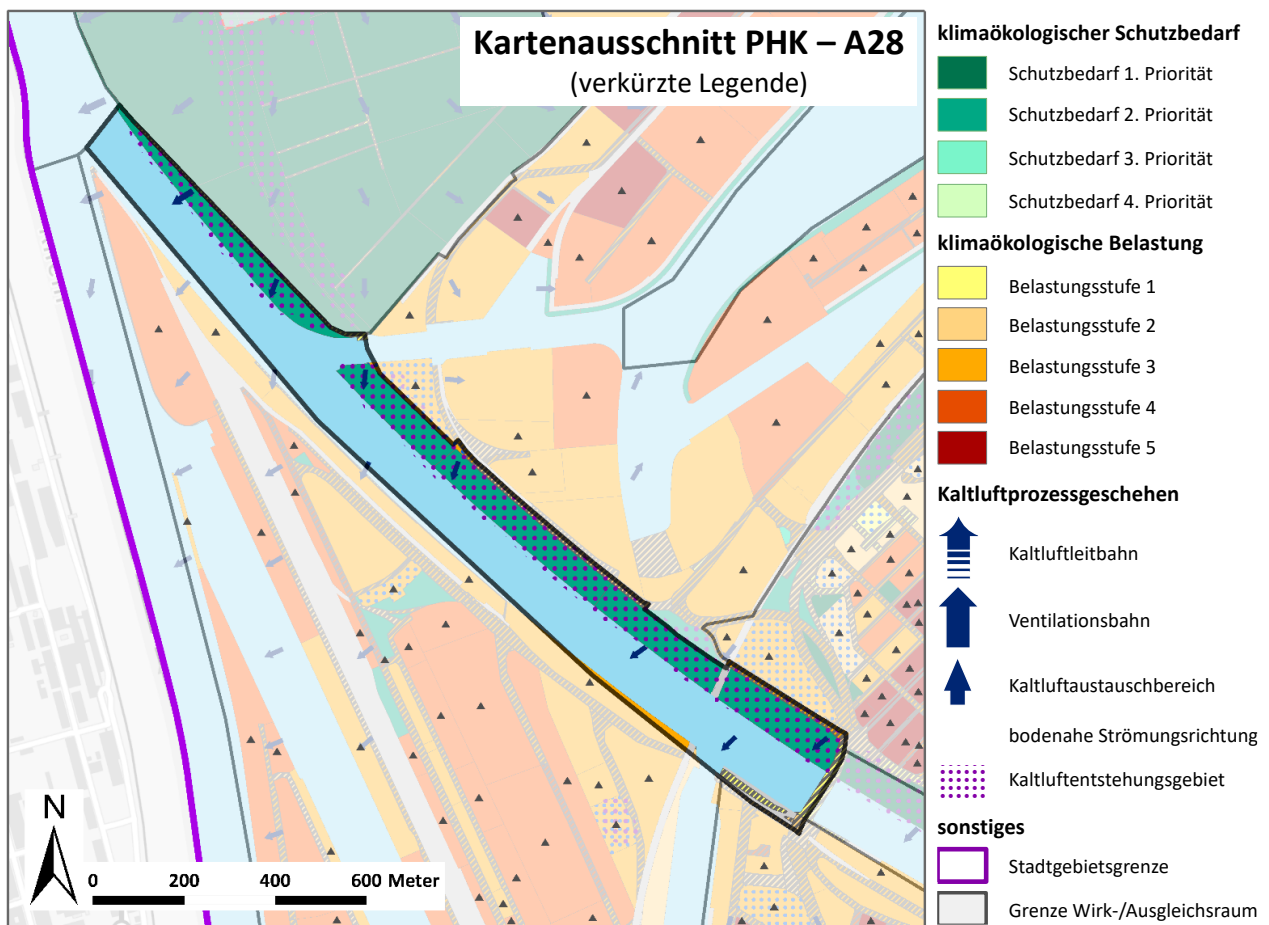 Kartenausschnitt PHK – A28
(verkürzte Legende)
N
0 200 400 600 Meter
klimaökologischer Schutzbedarf
Schutzbedarf 1. Priorität
Schutzbedarf 2. Priorität
Schutzbedarf 3. Priorität
Schutzbedarf 4. Priorität
klimaökologische Belastung
Belastungsstufe 1
Belastungsstufe 2
Belastungsstufe 3
Belastungsstufe 4
Belastungsstufe 5
Kaltluftprozessgeschehen
Kaltluftleitbahn
Ventilationsbahn
Kaltluftaustauschbereich
bodenahe Strömungsrichtung
Kaltluftentstehungsgebiet
sonstiges
Stadtgebietsgrenze
Grenze Wirk-/Ausgleichsraum